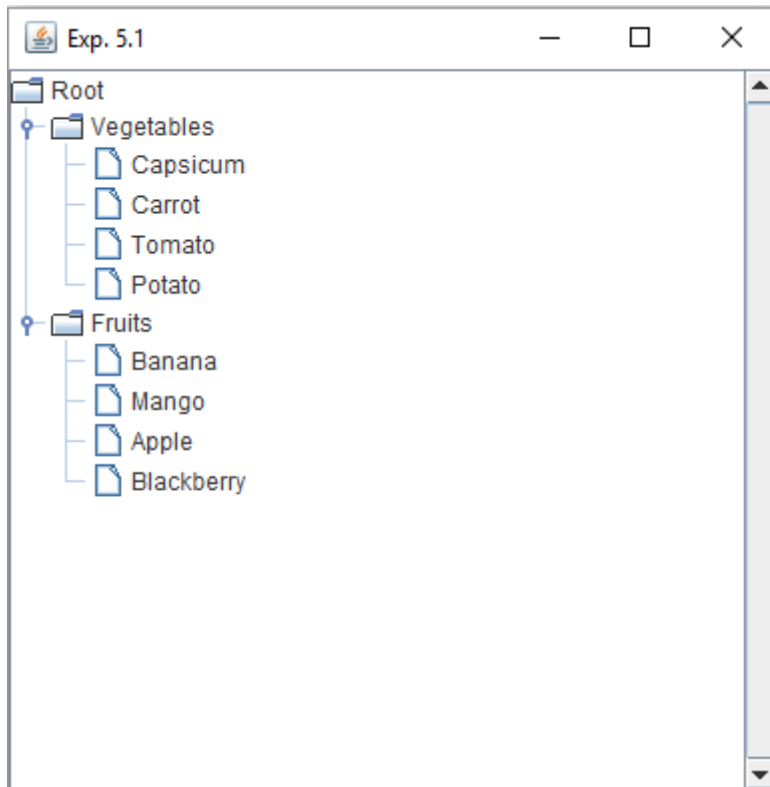 Exp. 5.1
Root
Vegetables
Capsicum
Carrot
Tomato
Potato
Fruits
Banana
Mango
Apple
Blackberry